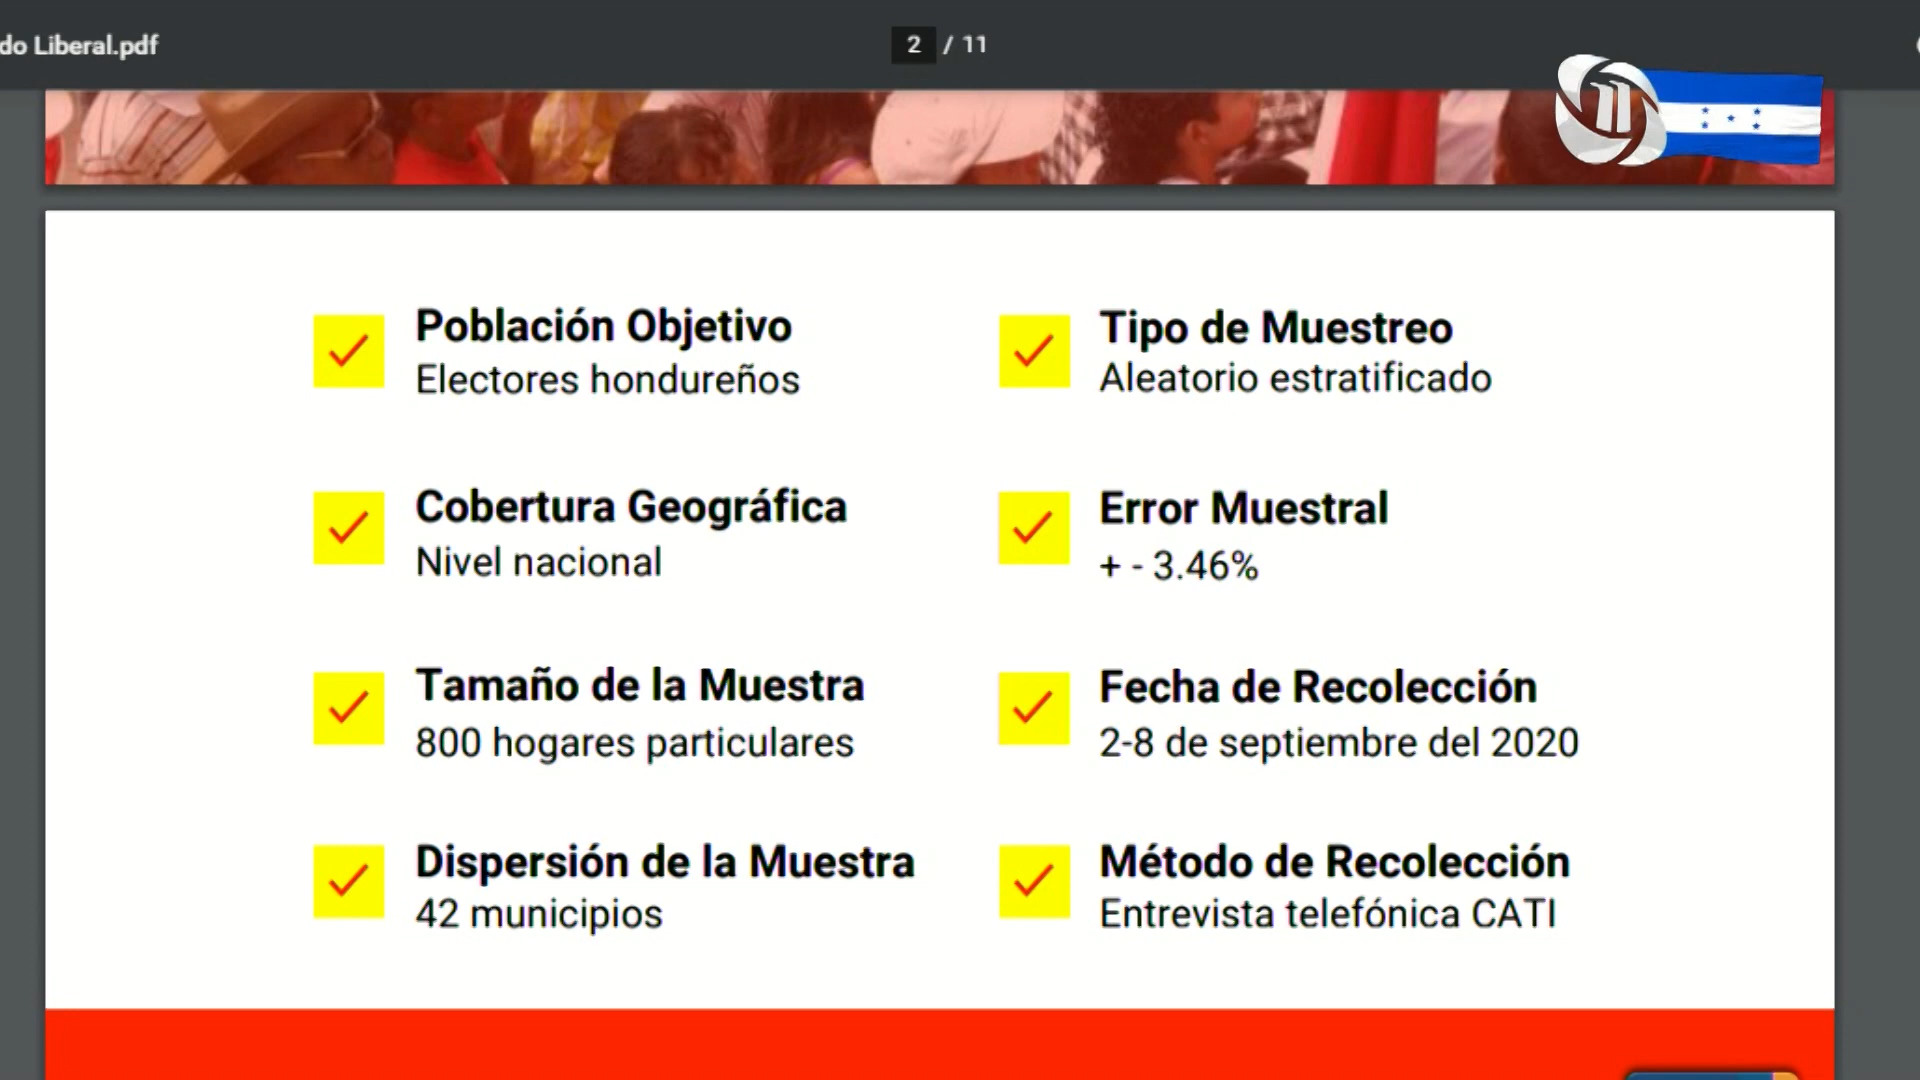 do Liberal.pdf
2 / 11
Población Objetivo
Electores hondureños
Tipo de Muestreo
Aleatorio estratificado
Cobertura Geográfica
Nivel nacional
Error Muestral
+ - 3.46%
Tamaño de la Muestra
800 hogares particulares
Fecha de Recolección
2-8 de septiembre del 2020
Dispersión de la Muestra
42 municipios
Método de Recolección
Entrevista telefónica CATI